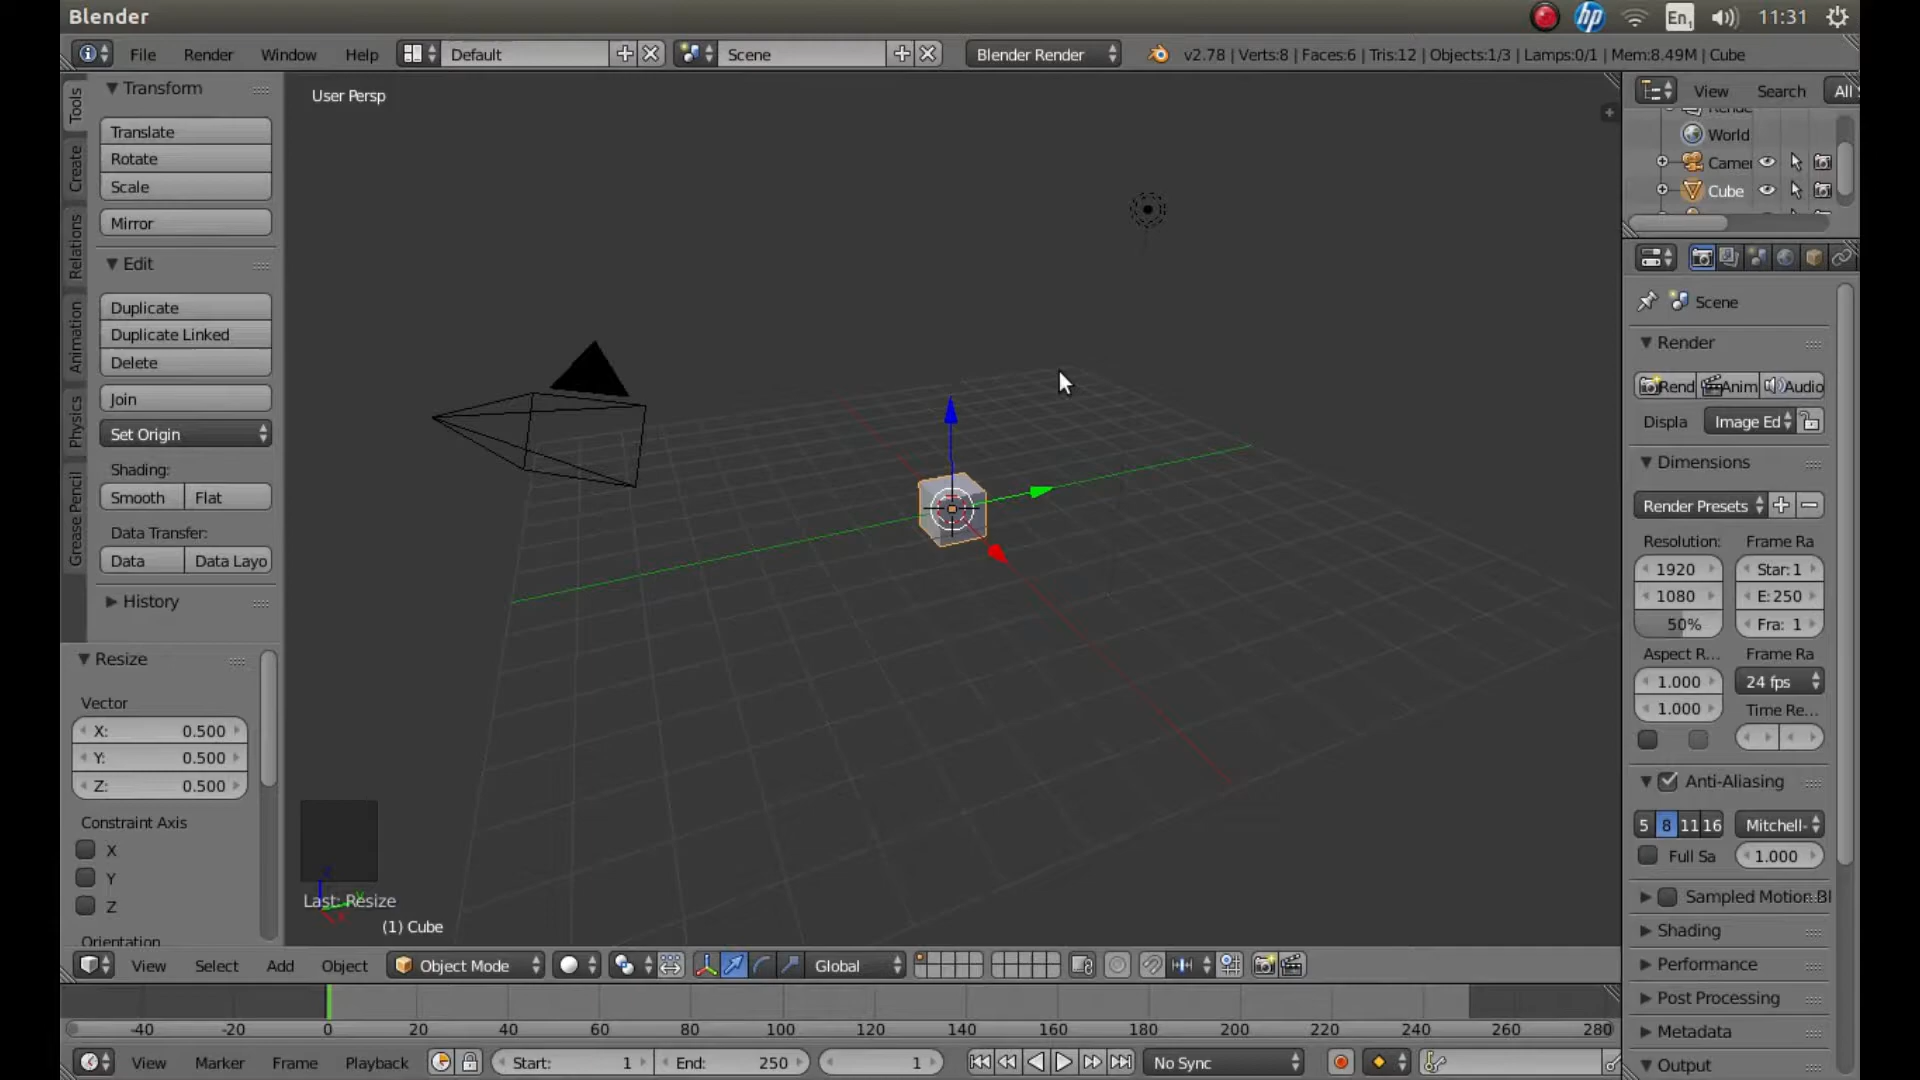 Blender
En1 11:31
File Render Window Help Default Scene Blender Render v2.78 | Verts:8 | Faces:6 | Tris:12 | Objects:1/3 | Lamps:0/1 | Mem:8.49M | Cube
Tools
Create
Relations
Animation
Physics
Grease Pencil
Transform
Translate
Rotate
Scale
Mirror
Edit
Duplicate
Duplicate Linked
Delete
Join
Set Origin
Shading:
Smooth Flat
Data Transfer:
Data Data Layo
History
Resize
Vector
X: 0.500
Y: 0.500
Z: 0.500
Constraint Axis
X
Y
Z
Orientation
User Persp
Last: Resize
(1) Cube
View Search All
World
Camer
Cube
Scene
Render
Rend Anim Audio
Displa Image Ed
Dimensions
Render Presets
Resolution: Frame Ra
1920 Star: 1
1080 E: 250
50% Fra: 1
Aspect R... Frame Ra
1.000 24 fps
1.000 Time Re...
Anti-Aliasing
5 8 11 16 Mitchell-
Full Sa 1.000
Sampled Motion Bl
Shading
Performance
Post Processing
Metadata
Output
View Select Add Object Object Mode Global
-40 -20 0 20 40 60 80 100 120 140 160 180 200 220 240 260 280
View Marker Frame Playback Start: 1 End: 250 1 No Sync